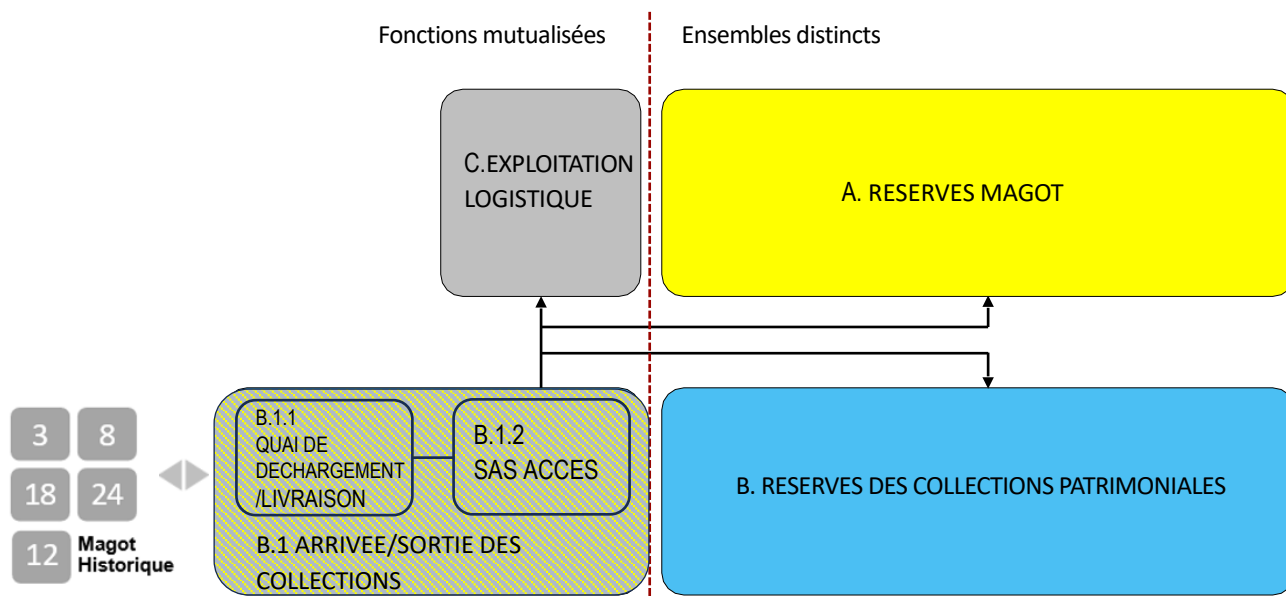 Fonctions mutualisées
Ensembles distincts
C.EXPLOITATION
LOGISTIQUE
A. RESERVES MAGOT
3
8
18
24
12
Magot
Historique
B.1.1
QUAI DE
DECHARGEMENT
/LIVRAISON
B.1.2
SAS ACCES
B.1 ARRIVEE/SORTIE DES
COLLECTIONS
B. RESERVES DES COLLECTIONS PATRIMONIALES